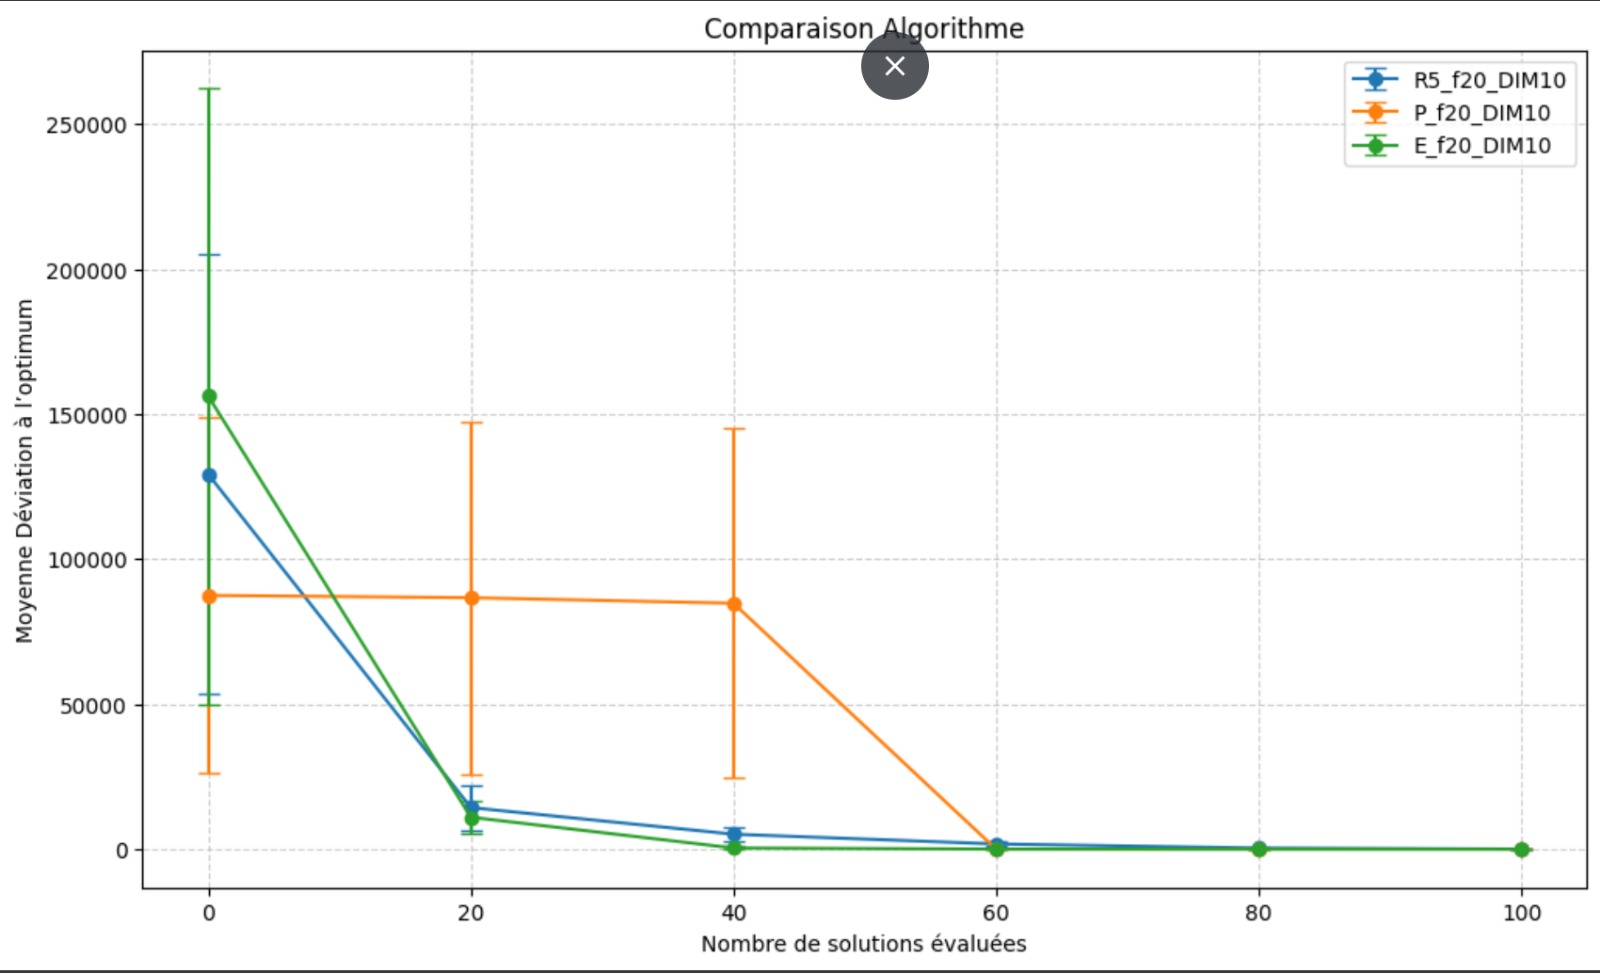 Comparaison Algorithme
R5_f20_DIM10
P_f20_DIM10
E_f20_DIM10
Moyenne Déviation à l’optimum
250000
200000
150000
100000
50000
0
0 20 40 60 80 100
Nombre de solutions évaluées